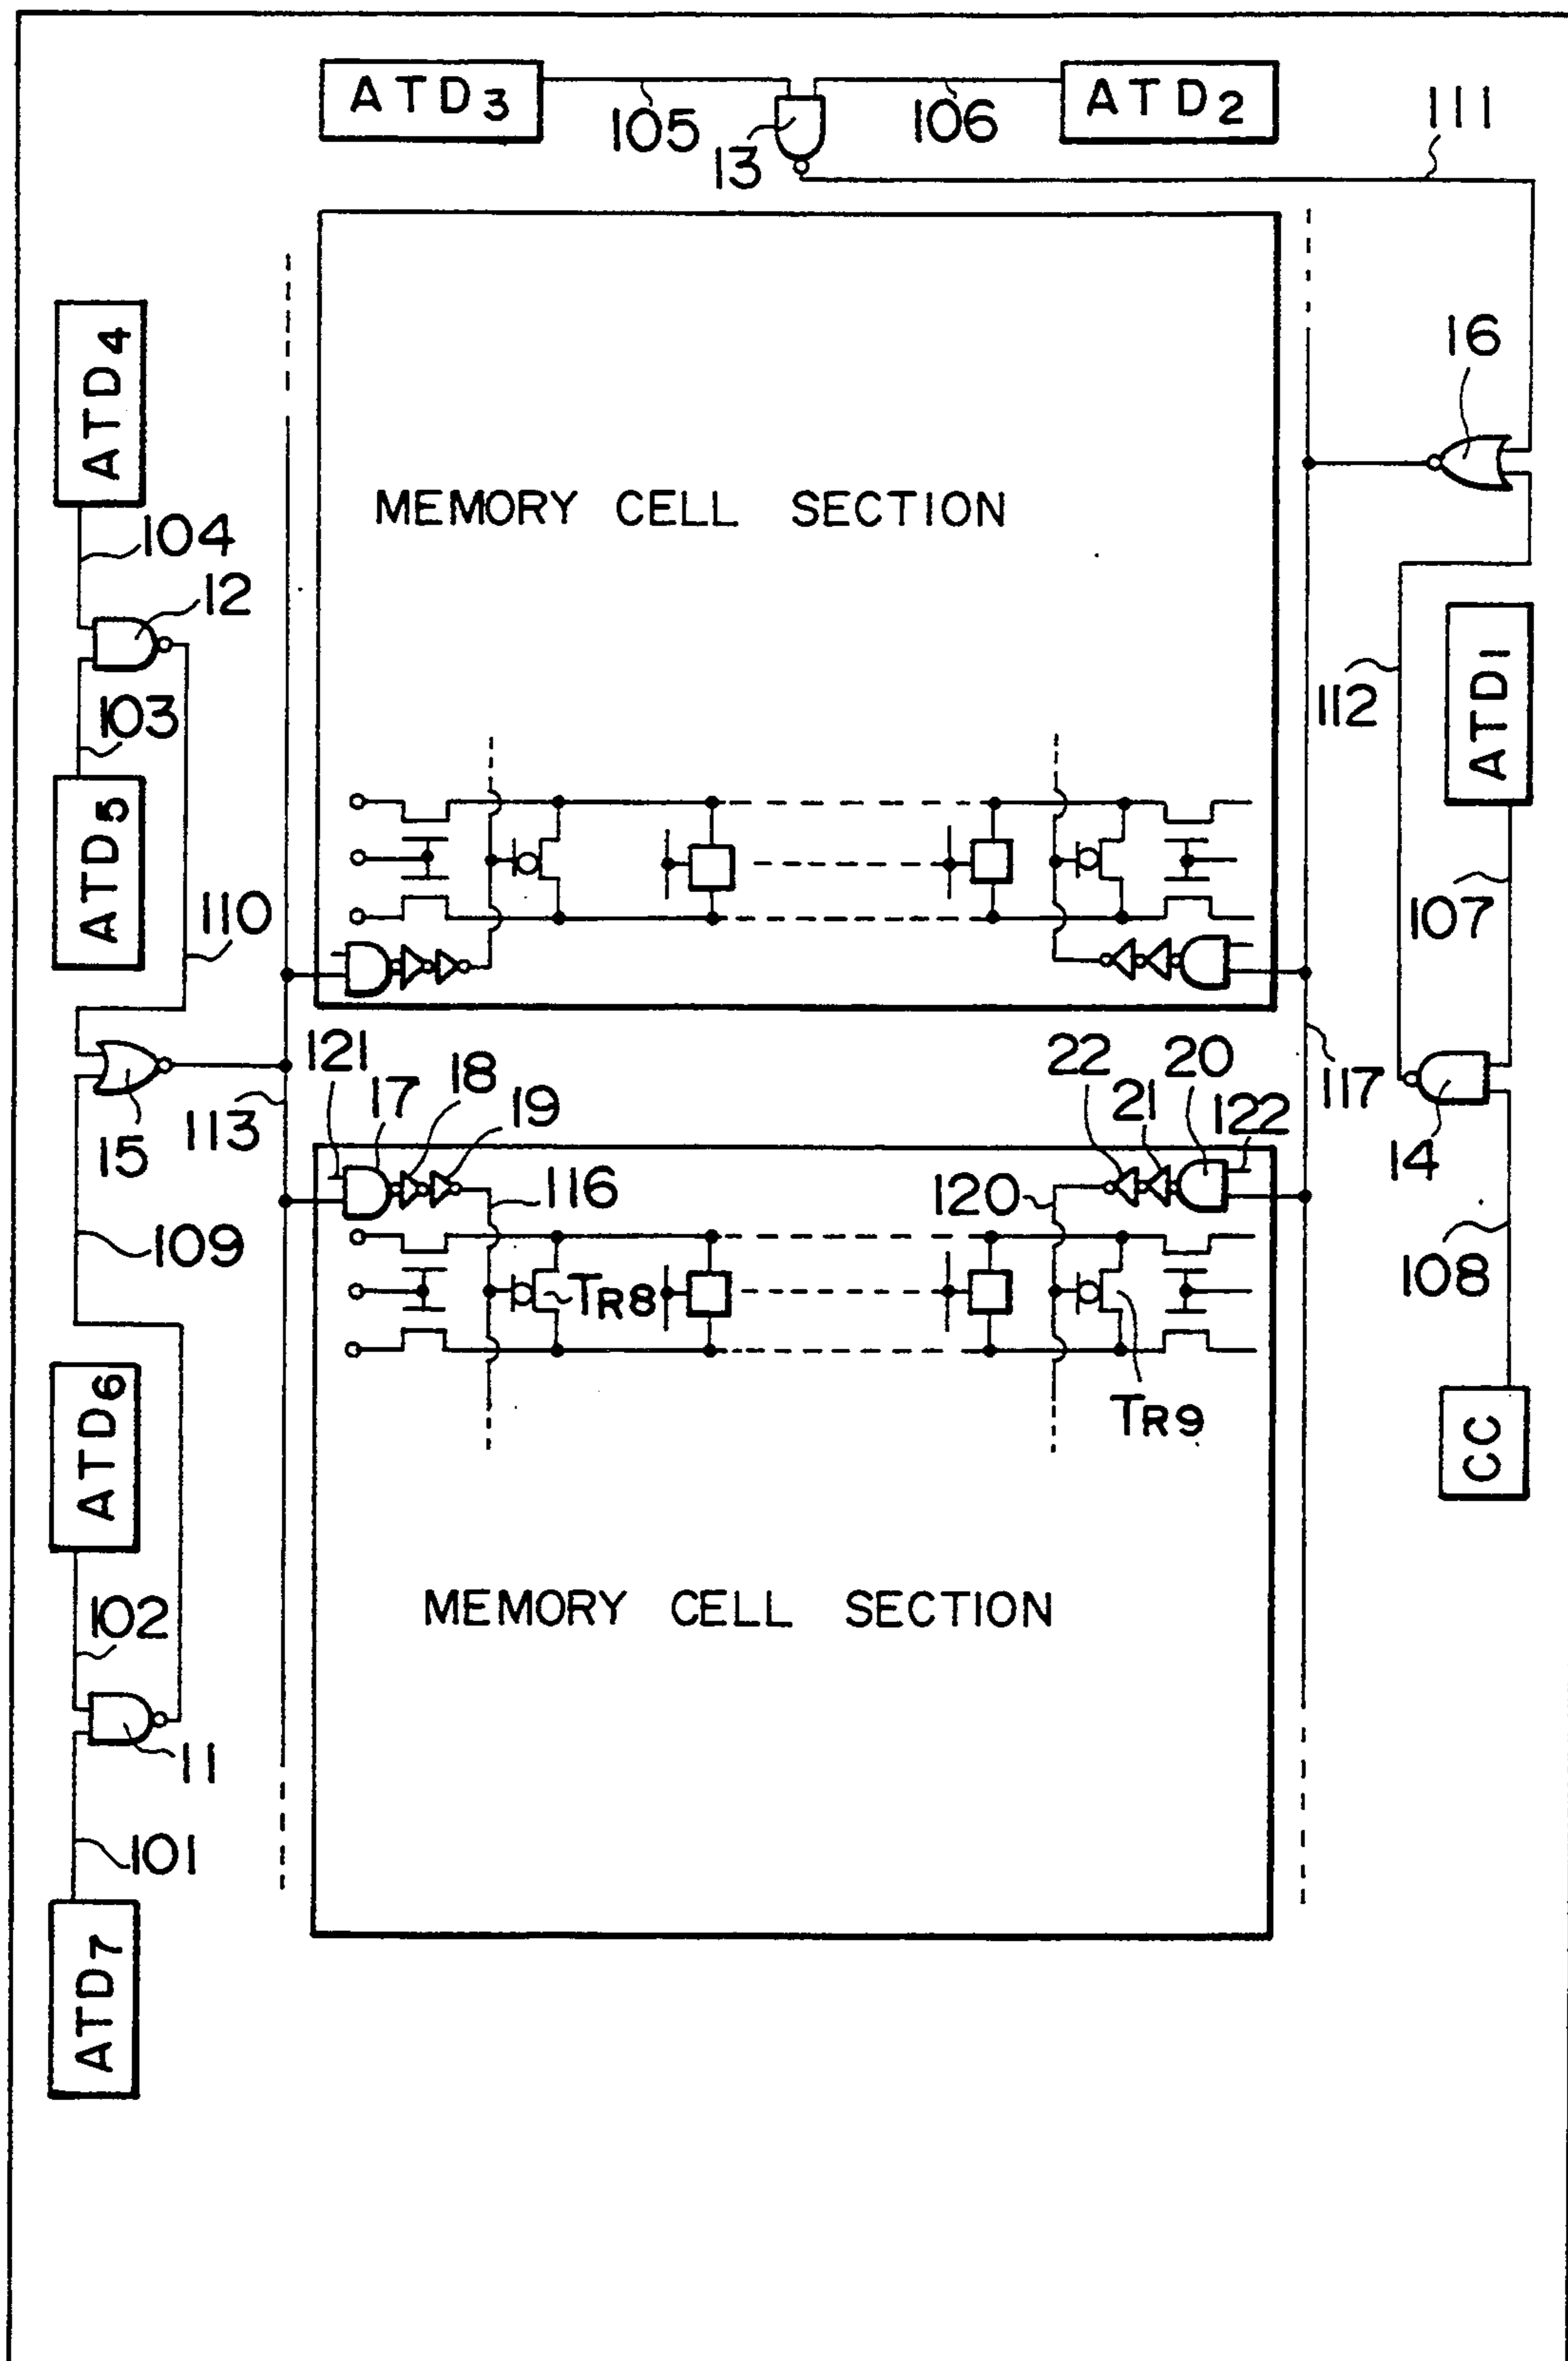 ATD3
ATD2
105
106
111
13
ATD4
16
MEMORY CELL SECTION
104
12
103
112
ATD1
ATD5
110
107
121
17
18
19
22
21
20
122
117
15
113
14
116
120
109
108
TR8
TR9
ATD6
CC
102
MEMORY CELL SECTION
11
101
ATD7